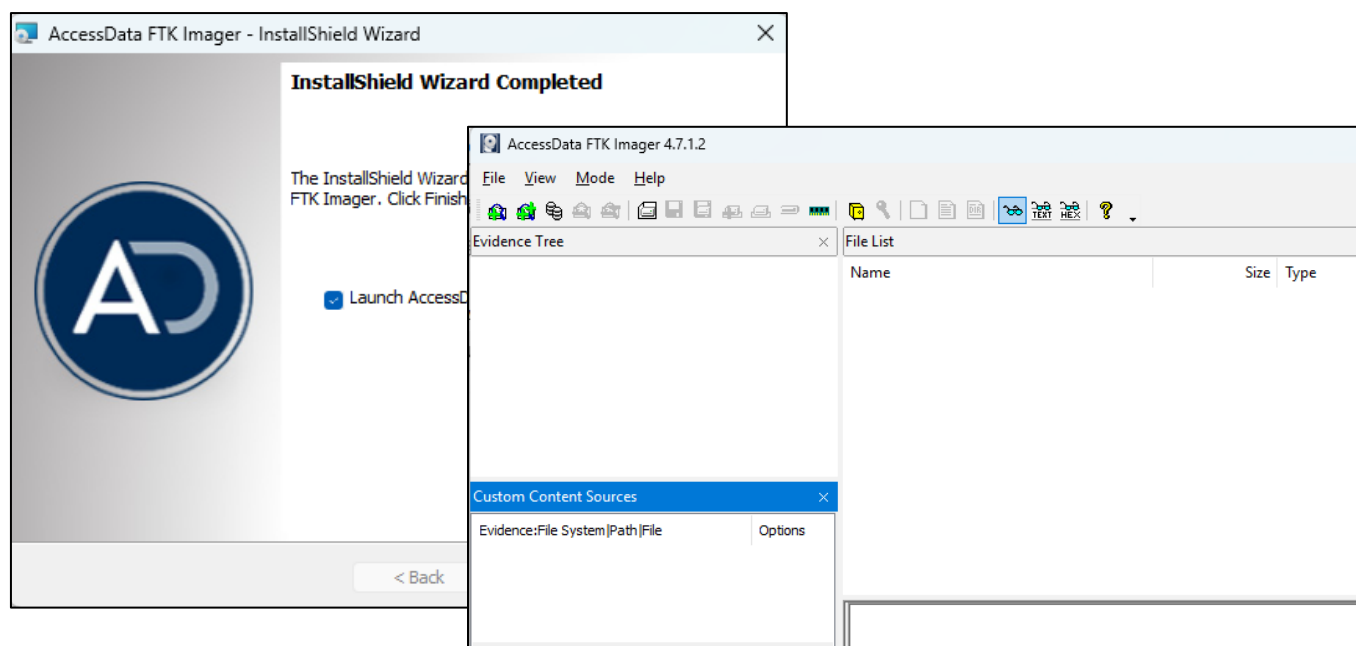 AccessData FTK Imager - InstallShield Wizard
InstallShield Wizard Completed
The InstallShield Wizard
FTK Imager. Click Finish
Launch AccessD
< Back
AD
AccessData FTK Imager 4.7.1.2
File View Mode Help
TEXT HEX
Evidence Tree
File List
Name Size Type
Custom Content Sources
Evidence:File System|Path|File Options